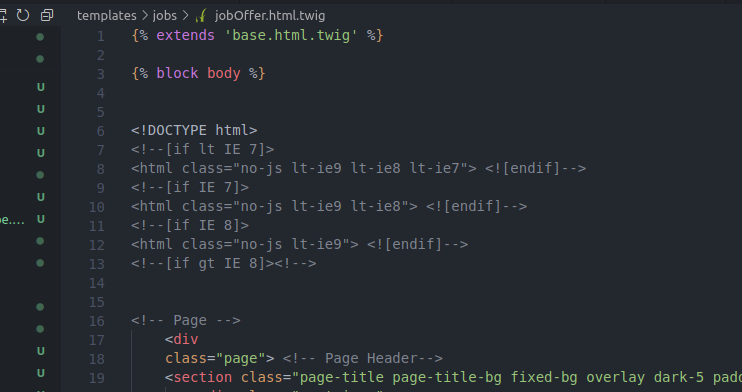 templates > jobs > jobOffer.html.twig
1 {% extends 'base.html.twig' %}
2
3 {% block body %}
4
5
6 <!DOCTYPE html>
7 <!--[if lt IE 7]>
8 <html class="no-js lt-ie9 lt-ie8 lt-ie7"> <![endif]-->
9 <!--[if IE 7]>
10 <html class="no-js lt-ie9 lt-ie8"> <![endif]-->
11 <!--[if IE 8]>
12 <html class="no-js lt-ie9"> <![endif]-->
13 <!--[if gt IE 8]><!-->
14
15
16 <!-- Page -->
17 <div
18 class="page"> <!-- Page Header-->
19 <section class="page-title page-title-bg fixed-bg overlay dark-5 padd
U
U
U
U
U
pe.... U
U
U
U